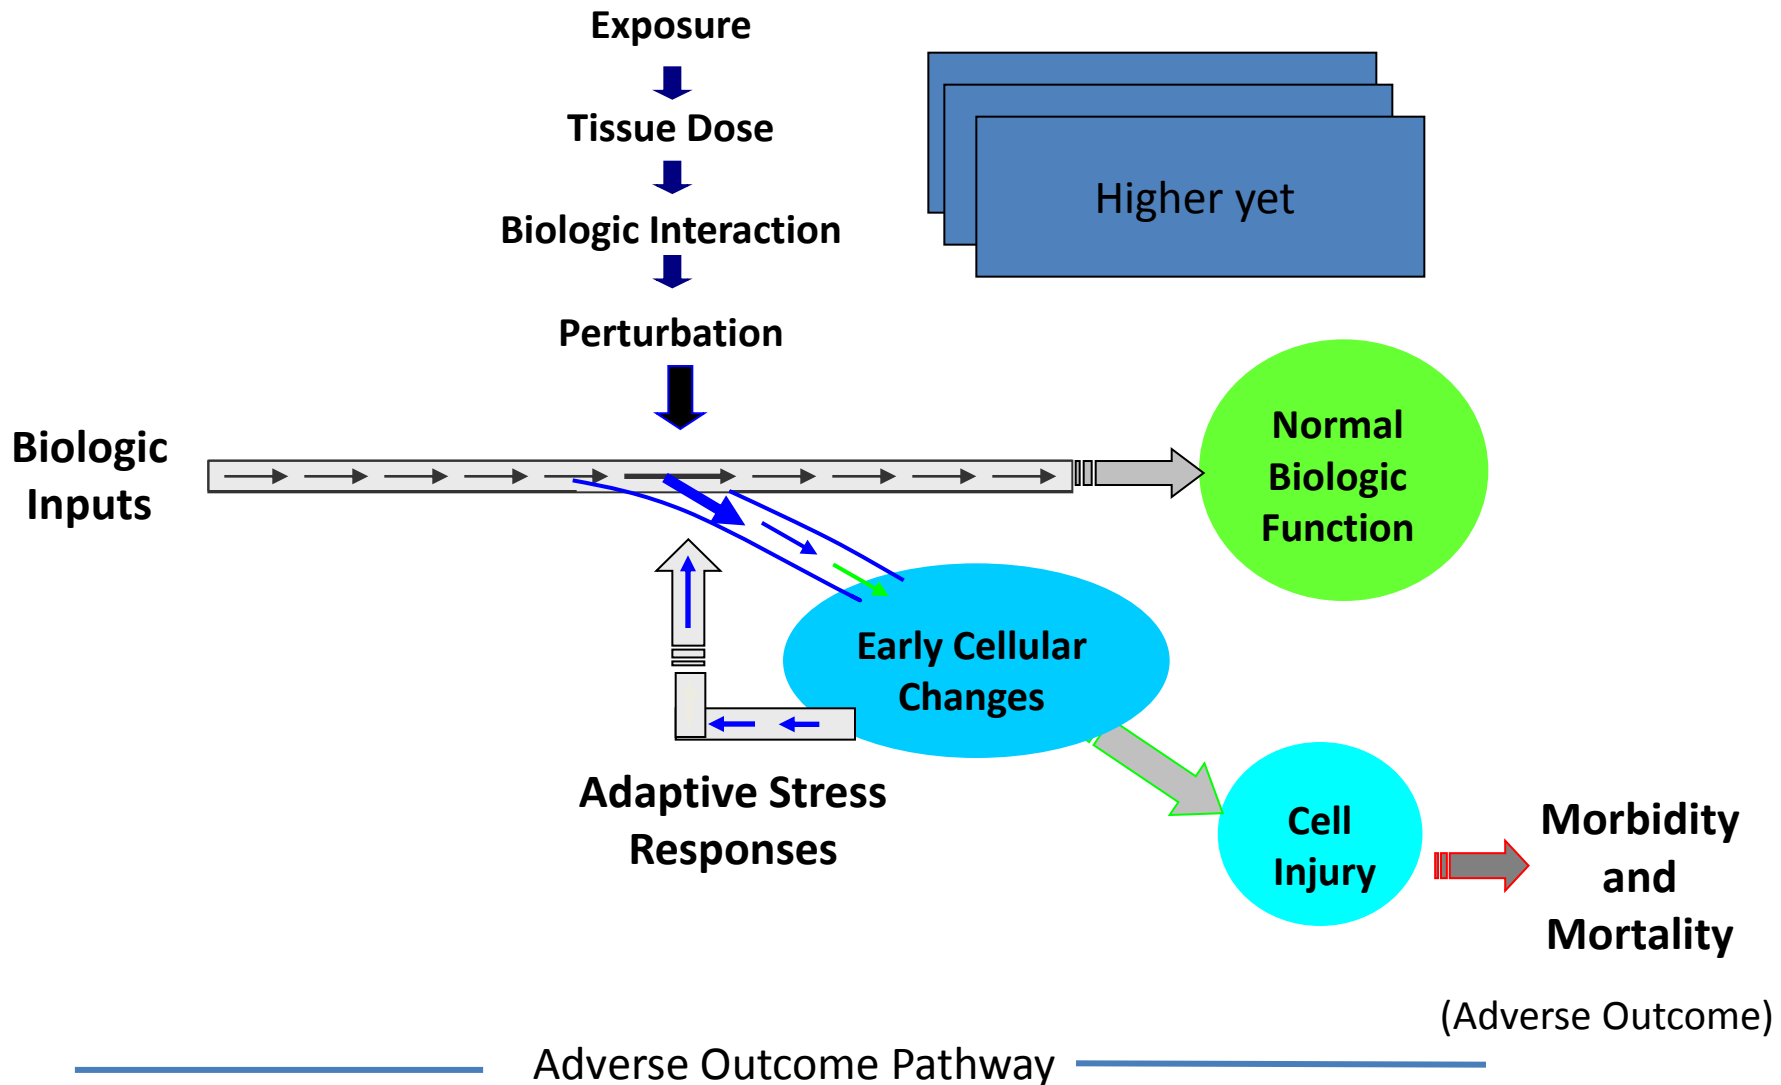 Exposure
Tissue Dose
Biologic Interaction
Perturbation
Higher yet
Biologic
Inputs
Normal
Biologic
Function
Early Cellular
Changes
Adaptive Stress
Responses
Cell
Injury
Morbidity
and
Mortality
(Adverse Outcome)
Adverse Outcome Pathway